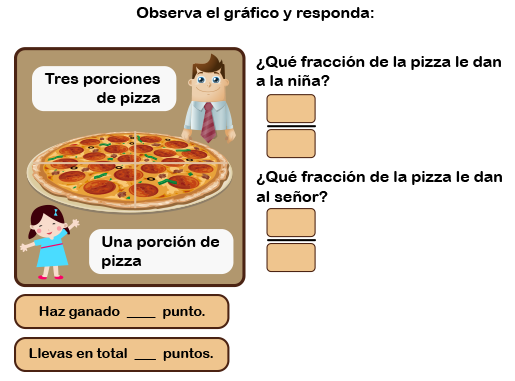 Observa el gráfico y responda:
Tres porciones
de pizza
Una porción de
pizza
¿Qué fracción de la pizza le dan
a la niña?
¿Qué fracción de la pizza le dan
al señor?
Haz ganado ____ punto.
Llevas en total ___ puntos.